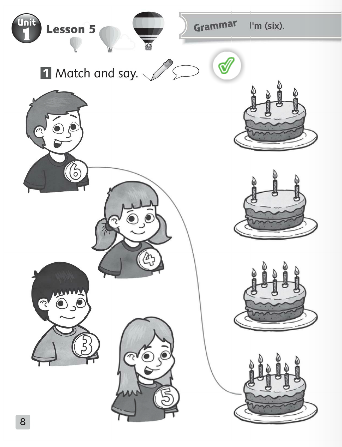 Unit
1
Lesson 5
Grammar I'm (six).
1 Match and say.
6
4
3
5
8